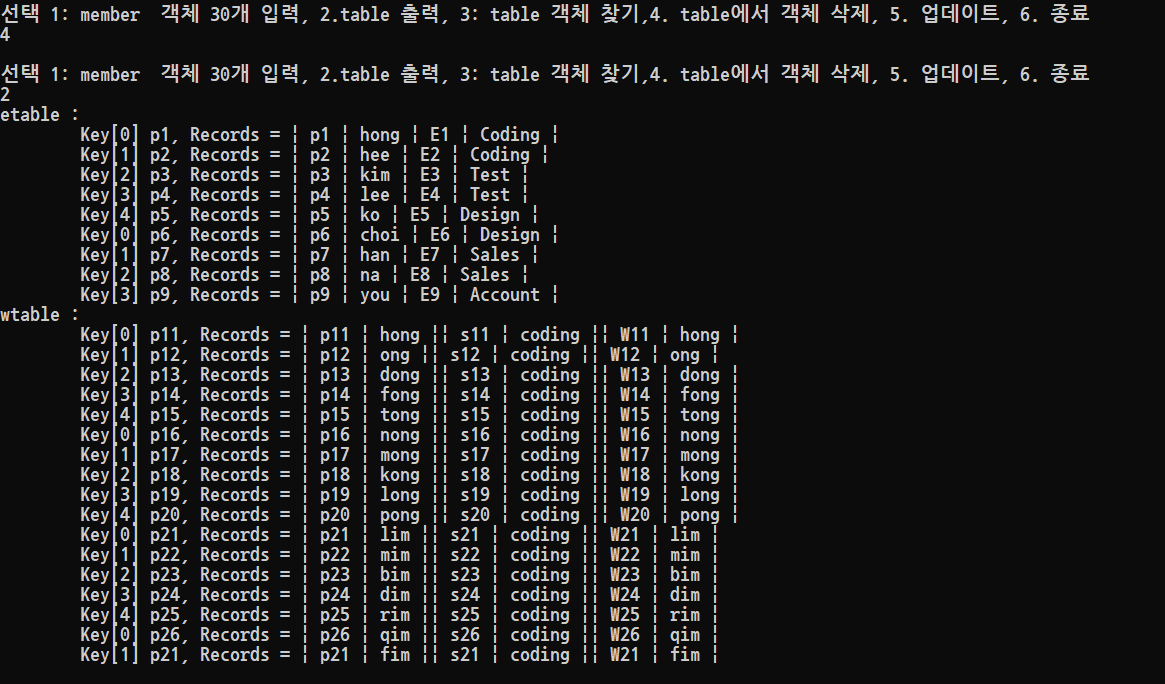 선택 1: member  객체 30개 입력, 2.table 출력, 3: table 객체 찾기,4. table에서 객체 삭제, 5. 업데이트, 6. 종료
4
선택 1: member  객체 30개 입력, 2.table 출력, 3: table 객체 찾기,4. table에서 객체 삭제, 5. 업데이트, 6. 종료
2
etable :
        Key[0] p1, Records = ¦ p1 ¦ hong ¦ E1 ¦ Coding ¦
        Key[1] p2, Records = ¦ p2 ¦ hee ¦ E2 ¦ Coding ¦
        Key[2] p3, Records = ¦ p3 ¦ kim ¦ E3 ¦ Test ¦
        Key[3] p4, Records = ¦ p4 ¦ lee ¦ E4 ¦ Test ¦
        Key[4] p5, Records = ¦ p5 ¦ ko ¦ E5 ¦ Design ¦
        Key[0] p6, Records = ¦ p6 ¦ choi ¦ E6 ¦ Design ¦
        Key[1] p7, Records = ¦ p7 ¦ han ¦ E7 ¦ Sales ¦
        Key[2] p8, Records = ¦ p8 ¦ na ¦ E8 ¦ Sales ¦
        Key[3] p9, Records = ¦ p9 ¦ you ¦ E9 ¦ Account ¦
wtable :
        Key[0] p11, Records = ¦ p11 ¦ hong ¦¦ s11 ¦ coding ¦¦ W11 ¦ hong ¦
        Key[1] p12, Records = ¦ p12 ¦ ong ¦¦ s12 ¦ coding ¦¦ W12 ¦ ong ¦
        Key[2] p13, Records = ¦ p13 ¦ dong ¦¦ s13 ¦ coding ¦¦ W13 ¦ dong ¦
        Key[3] p14, Records = ¦ p14 ¦ fong ¦¦ s14 ¦ coding ¦¦ W14 ¦ fong ¦
        Key[4] p15, Records = ¦ p15 ¦ tong ¦¦ s15 ¦ coding ¦¦ W15 ¦ tong ¦
        Key[0] p16, Records = ¦ p16 ¦ nong ¦¦ s16 ¦ coding ¦¦ W16 ¦ nong ¦
        Key[1] p17, Records = ¦ p17 ¦ mong ¦¦ s17 ¦ coding ¦¦ W17 ¦ mong ¦
        Key[2] p18, Records = ¦ p18 ¦ kong ¦¦ s18 ¦ coding ¦¦ W18 ¦ kong ¦
        Key[3] p19, Records = ¦ p19 ¦ long ¦¦ s19 ¦ coding ¦¦ W19 ¦ long ¦
        Key[4] p20, Records = ¦ p20 ¦ pong ¦¦ s20 ¦ coding ¦¦ W20 ¦ pong ¦
        Key[0] p21, Records = ¦ p21 ¦ lim ¦¦ s21 ¦ coding ¦¦ W21 ¦ lim ¦
        Key[1] p22, Records = ¦ p22 ¦ mim ¦¦ s22 ¦ coding ¦¦ W22 ¦ mim ¦
        Key[2] p23, Records = ¦ p23 ¦ bim ¦¦ s23 ¦ coding ¦¦ W23 ¦ bim ¦
        Key[3] p24, Records = ¦ p24 ¦ dim ¦¦ s24 ¦ coding ¦¦ W24 ¦ dim ¦
        Key[4] p25, Records = ¦ p25 ¦ rim ¦¦ s25 ¦ coding ¦¦ W25 ¦ rim ¦
        Key[0] p26, Records = ¦ p26 ¦ qim ¦¦ s26 ¦ coding ¦¦ W26 ¦ qim ¦
        Key[1] p21, Records = ¦ p21 ¦ fim ¦¦ s21 ¦ coding ¦¦ W21 ¦ fim ¦